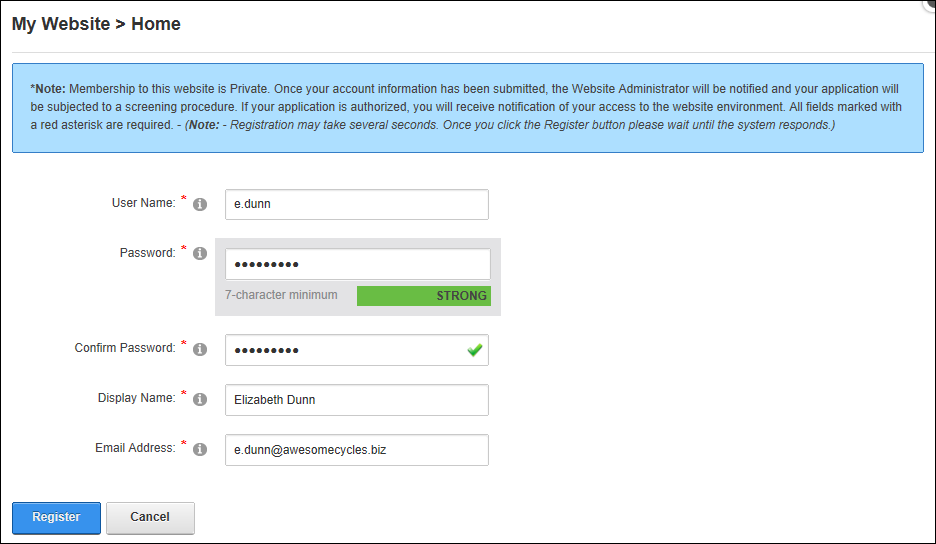 My Website > Home
*Note: Membership to this website is Private. Once your account information has been submitted, the Website Administrator will be notified and your application will
be subjected to a screening procedure. If your application is authorized, you will receive notification of your access to the website environment. All fields marked with
a red asterisk are required. - (Note: - Registration may take several seconds. Once you click the Register button please wait until the system responds.)
User Name: * e.dunn
Password: * •••••••••
7-character minimum STRONG
Confirm Password: * •••••••••
Display Name: * Elizabeth Dunn
Email Address: * e.dunn@awesomecycles.biz
Register Cancel